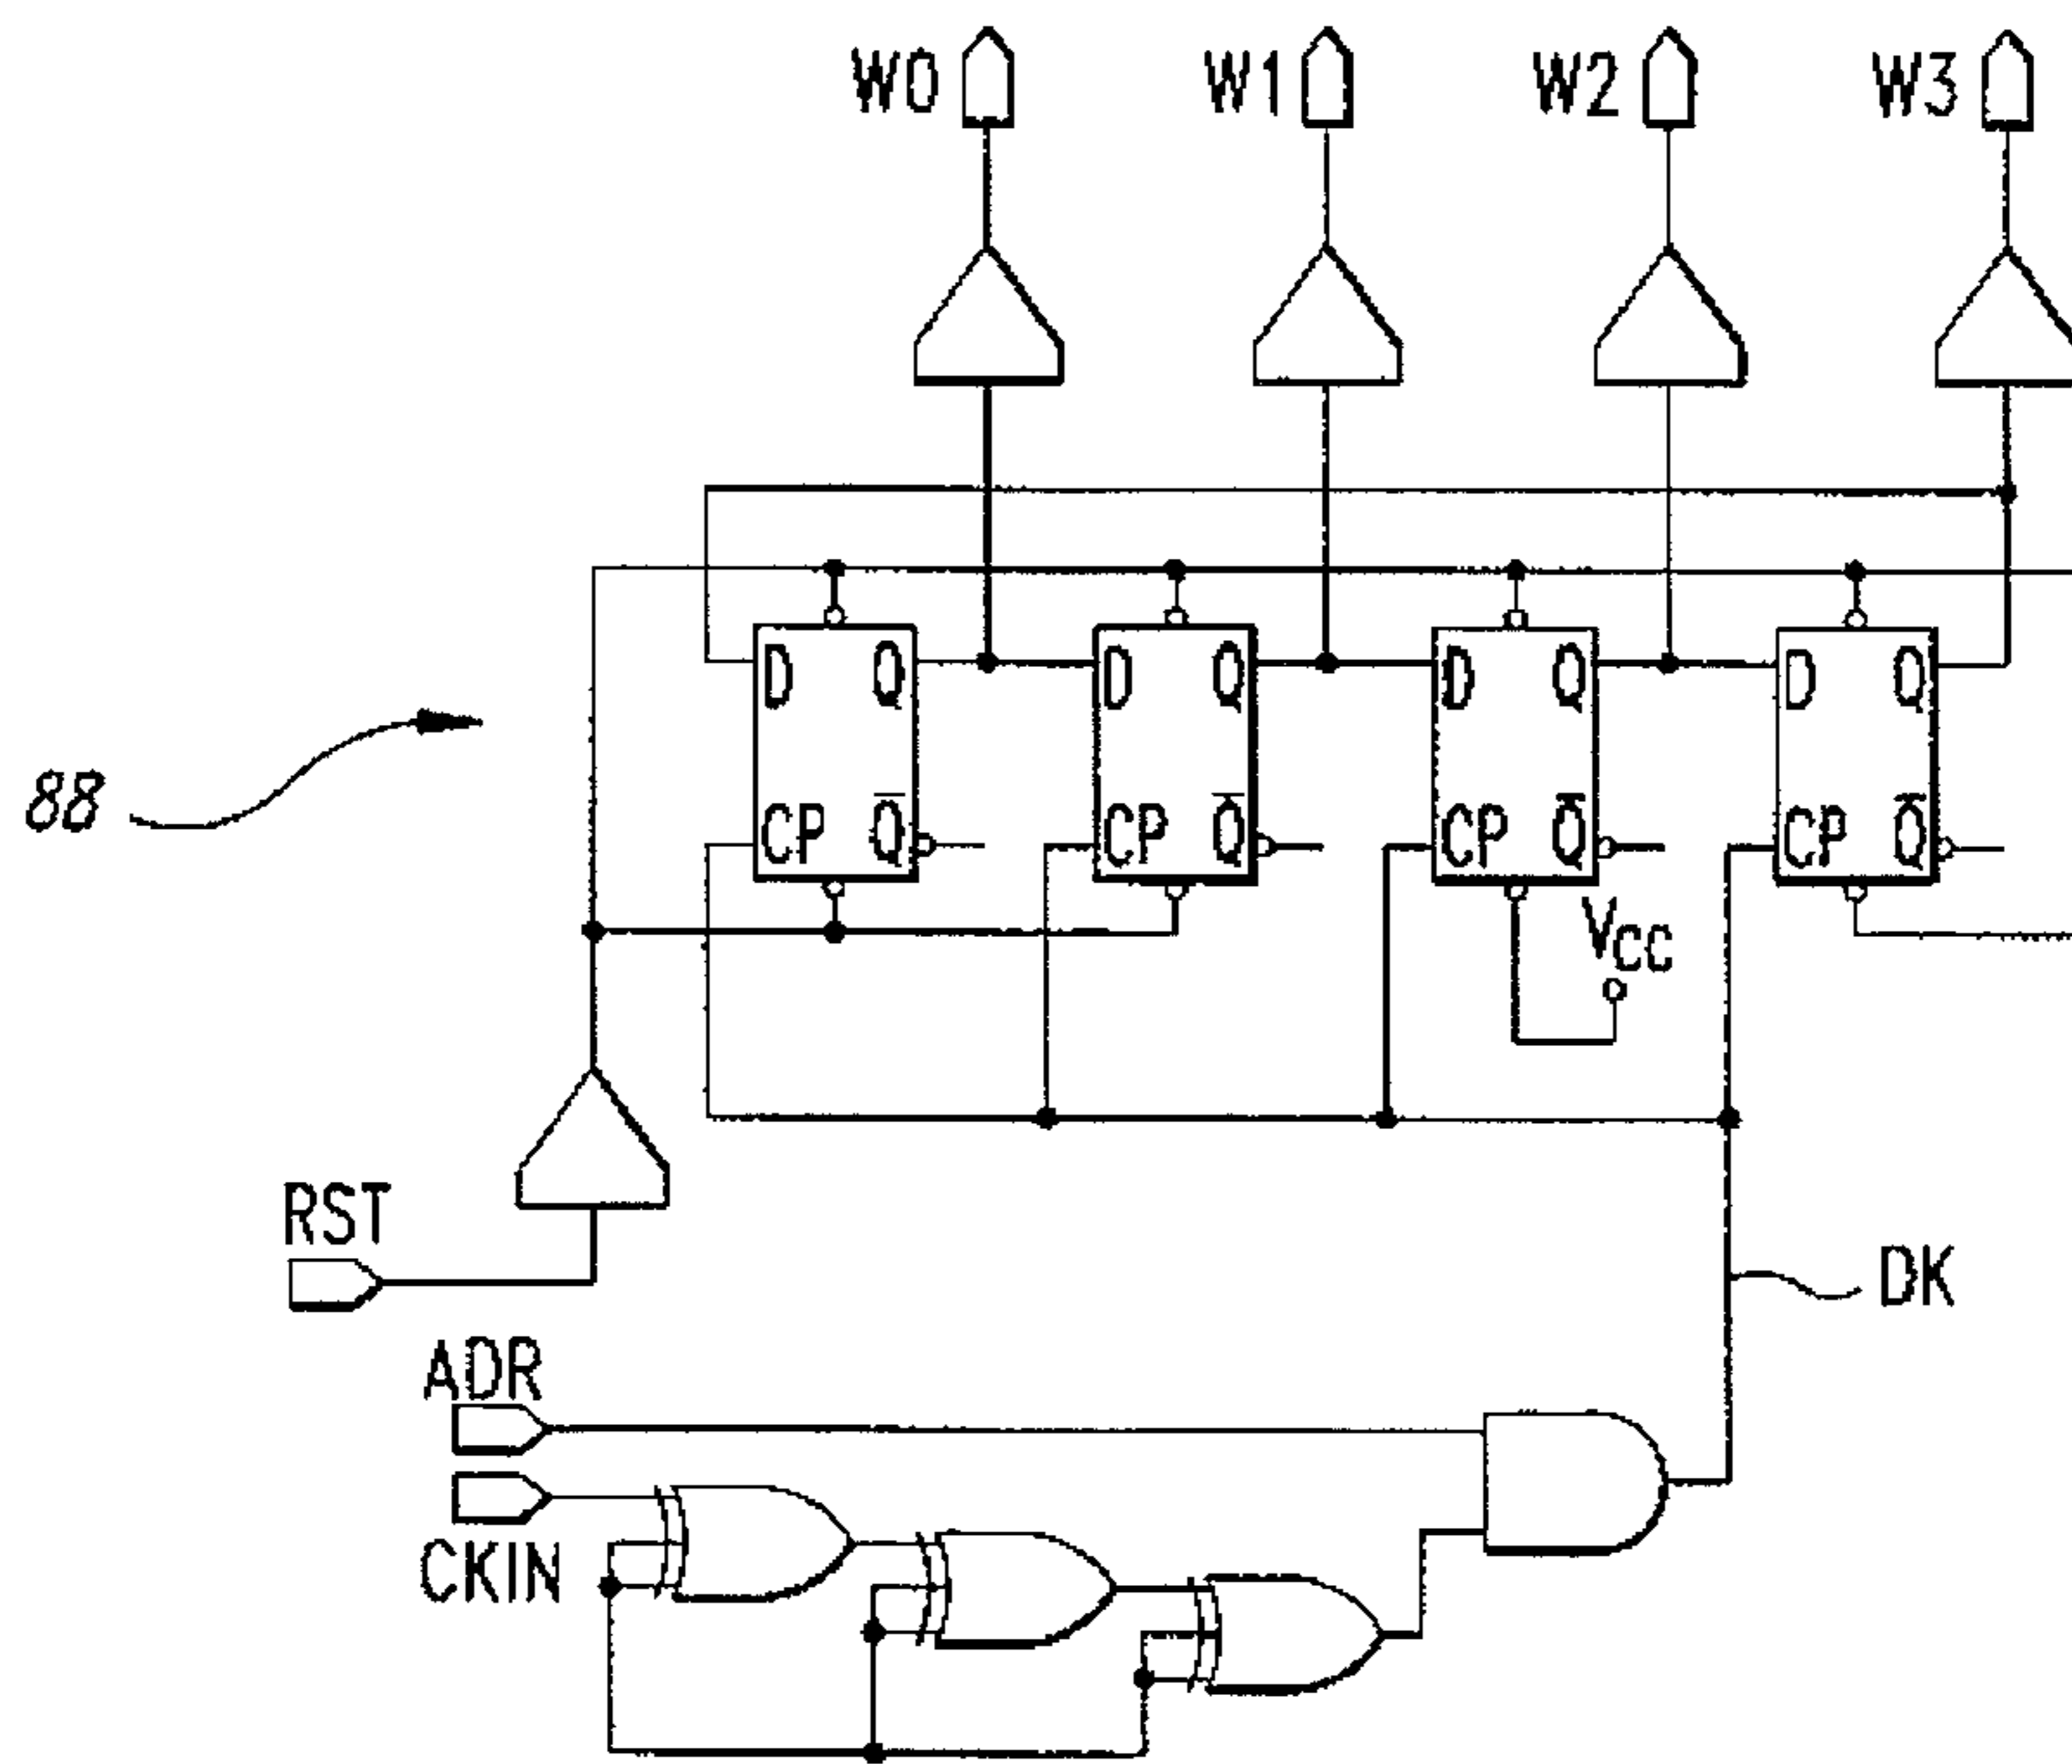 W0 W1 W2 W3
D Q D Q D Q D Q
88
CP Q̅ CP Q̅ CP Q̅ CP Q̅
VCC
RST
DK
ADR
CKIN